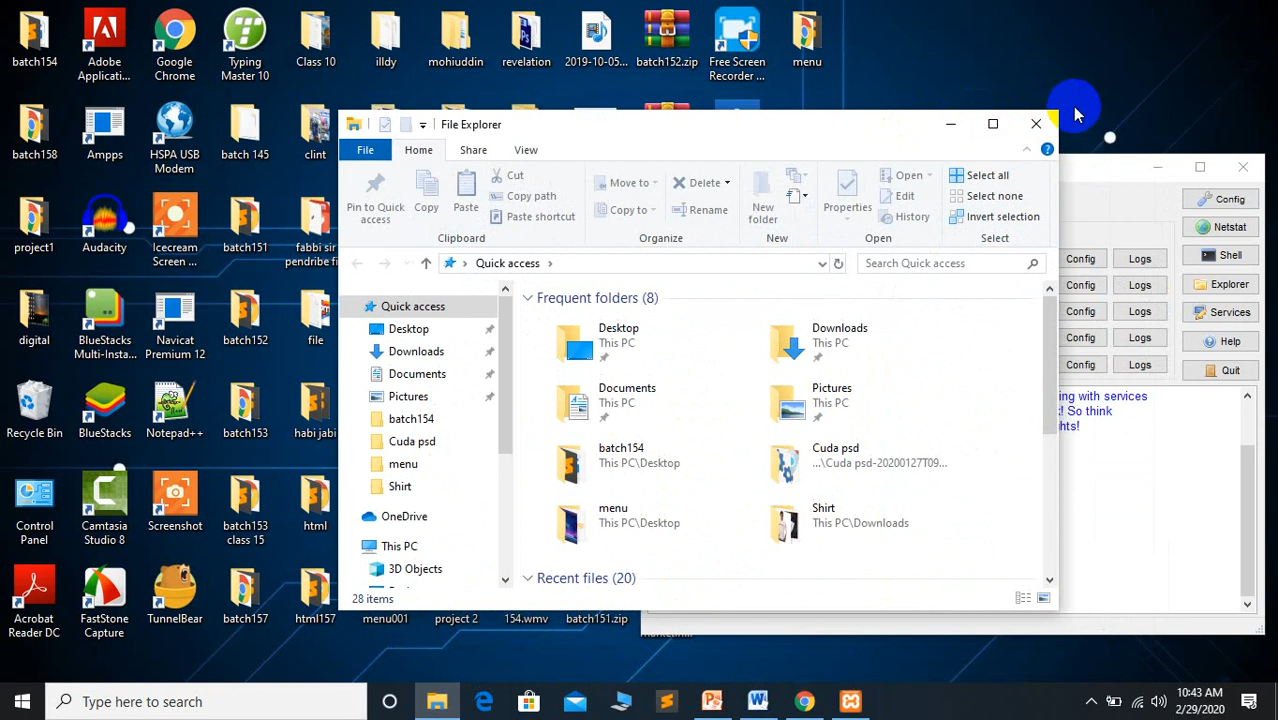 batch154
Adobe
Applicati...
Google
Chrome
Typing
Master 10
Class 10
illdy
mohiuddin
revelation
2019-10-05...
batch152.zip
Free Screen
Recorder ...
menu
batch158
Ampps
HSPA USB
Modem
batch 145
clint
project1
Audacity
Icecream
Screen ...
batch151
fabbi sir
pendribe fi
digital
BlueStacks
Multi-Insta...
Navicat
Premium 12
batch152
file
Recycle Bin
BlueStacks
Notepad++
batch153
habi jabi
Control
Panel
Camtasia
Studio 8
Screenshot
batch153
class 15
html
Acrobat
Reader DC
FastStone
Capture
TunnelBear
batch157
html157
menu001
project 2
154.wmv
batch151.zip
File Explorer
File
Home
Share
View
Pin to Quick
access
Copy
Paste
Cut
Copy path
Paste shortcut
Clipboard
Move to
Copy to
Delete
Rename
Organize
New
folder
New
Properties
Open
Edit
History
Open
Select all
Select none
Invert selection
Select
Quick access
Search Quick access
Quick access
Desktop
Downloads
Documents
Pictures
batch154
Cuda psd
menu
Shirt
OneDrive
This PC
3D Objects
Frequent folders (8)
Desktop
This PC
Downloads
This PC
Documents
This PC
Pictures
This PC
batch154
This PC\Desktop
Cuda psd
...\Cuda psd-20200127T09...
menu
This PC\Desktop
Shirt
This PC\Downloads
Recent files (20)
28 items
Config
Netstat
Shell
Explorer
Services
Help
Quit
Config Logs
Config Logs
Config Logs
Config Logs
Config Logs
ing with services
t! So think
ghts!
Type here to search
10:43 AM
2/29/2020